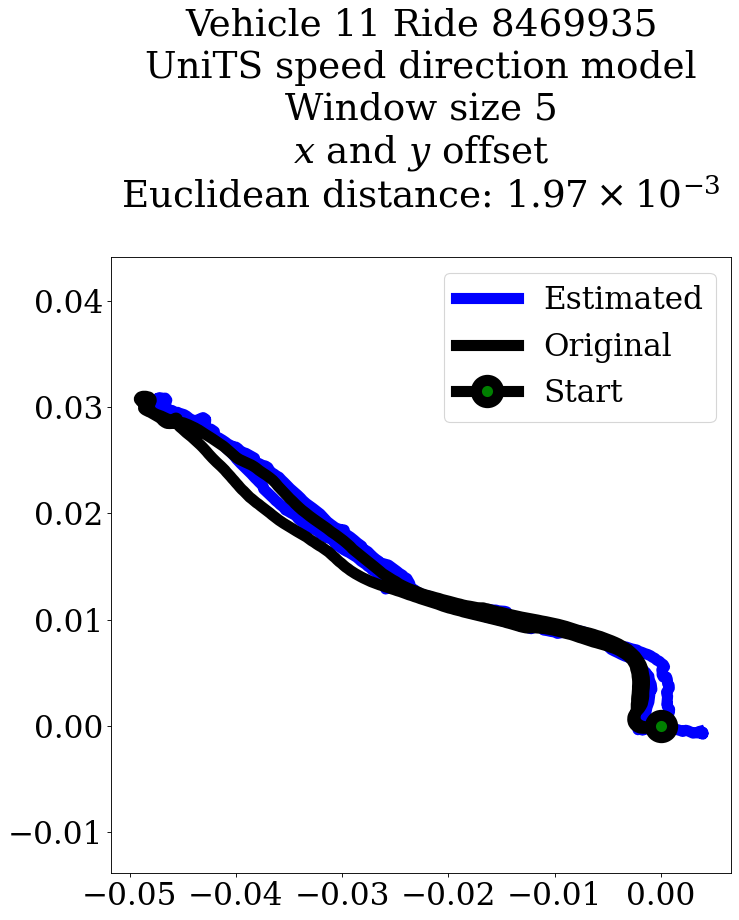 Vehicle 11 Ride 8469935
UniTS speed direction model
Window size 5
x and y offset
Euclidean distance: 1.97 × 10⁻³
Estimated
Original
Start
0.04
0.03
0.02
0.01
0.00
−0.01
−0.05 −0.04 −0.03 −0.02 −0.01 0.00